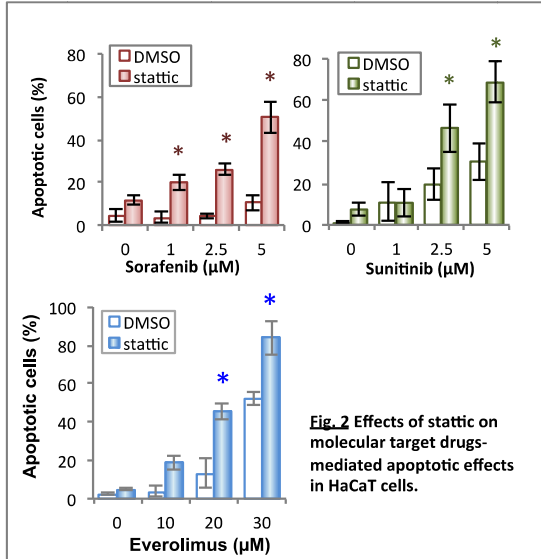 Apoptotic cells (%)
80
60
40
20
0
DMSO
stattic
*
*
*
0 1 2.5 5
Sorafenib (μM)
80
60
40
20
0
DMSO
stattic
*
*
0 1 2.5 5
Sunitinib (μM)
Apoptotic cells (%)
100
80
60
40
20
0
DMSO
stattic
*
*
0 10 20 30
Everolimus (μM)
Fig. 2 Effects of stattic on
molecular target drugs-
mediated apoptotic effects
in HaCaT cells.